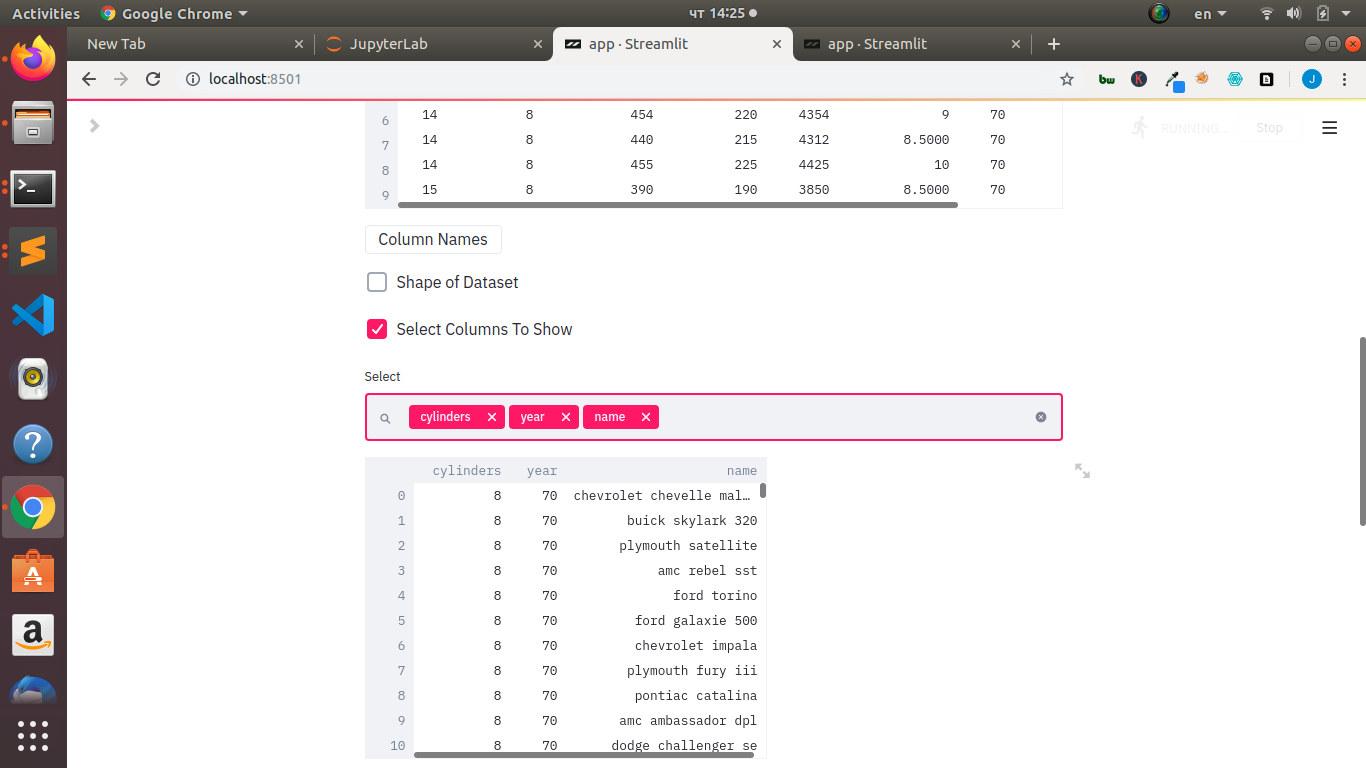 Activities Google Chrome чт 14:25 en
New Tab JupyterLab app · Streamlit app · Streamlit
localhost:8501 bw K J
RUNNING... Stop
6 14 8 454 220 4354 9 70
7 14 8 440 215 4312 8.5000 70
8 14 8 455 225 4425 10 70
9 15 8 390 190 3850 8.5000 70
Column Names
Shape of Dataset
Select Columns To Show
Select
cylinders year name
cylinders year name
0 8 70 chevrolet chevelle mal…
1 8 70 buick skylark 320
2 8 70 plymouth satellite
3 8 70 amc rebel sst
4 8 70 ford torino
5 8 70 ford galaxie 500
6 8 70 chevrolet impala
7 8 70 plymouth fury iii
8 8 70 pontiac catalina
9 8 70 amc ambassador dpl
10 8 70 dodge challenger se